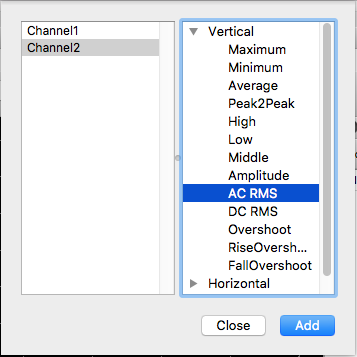 Channel1
Channel2
Vertical
Maximum
Minimum
Average
Peak2Peak
High
Low
Middle
Amplitude
AC RMS
DC RMS
Overshoot
RiseOversh...
FallOvershoot
Horizontal
Close
Add